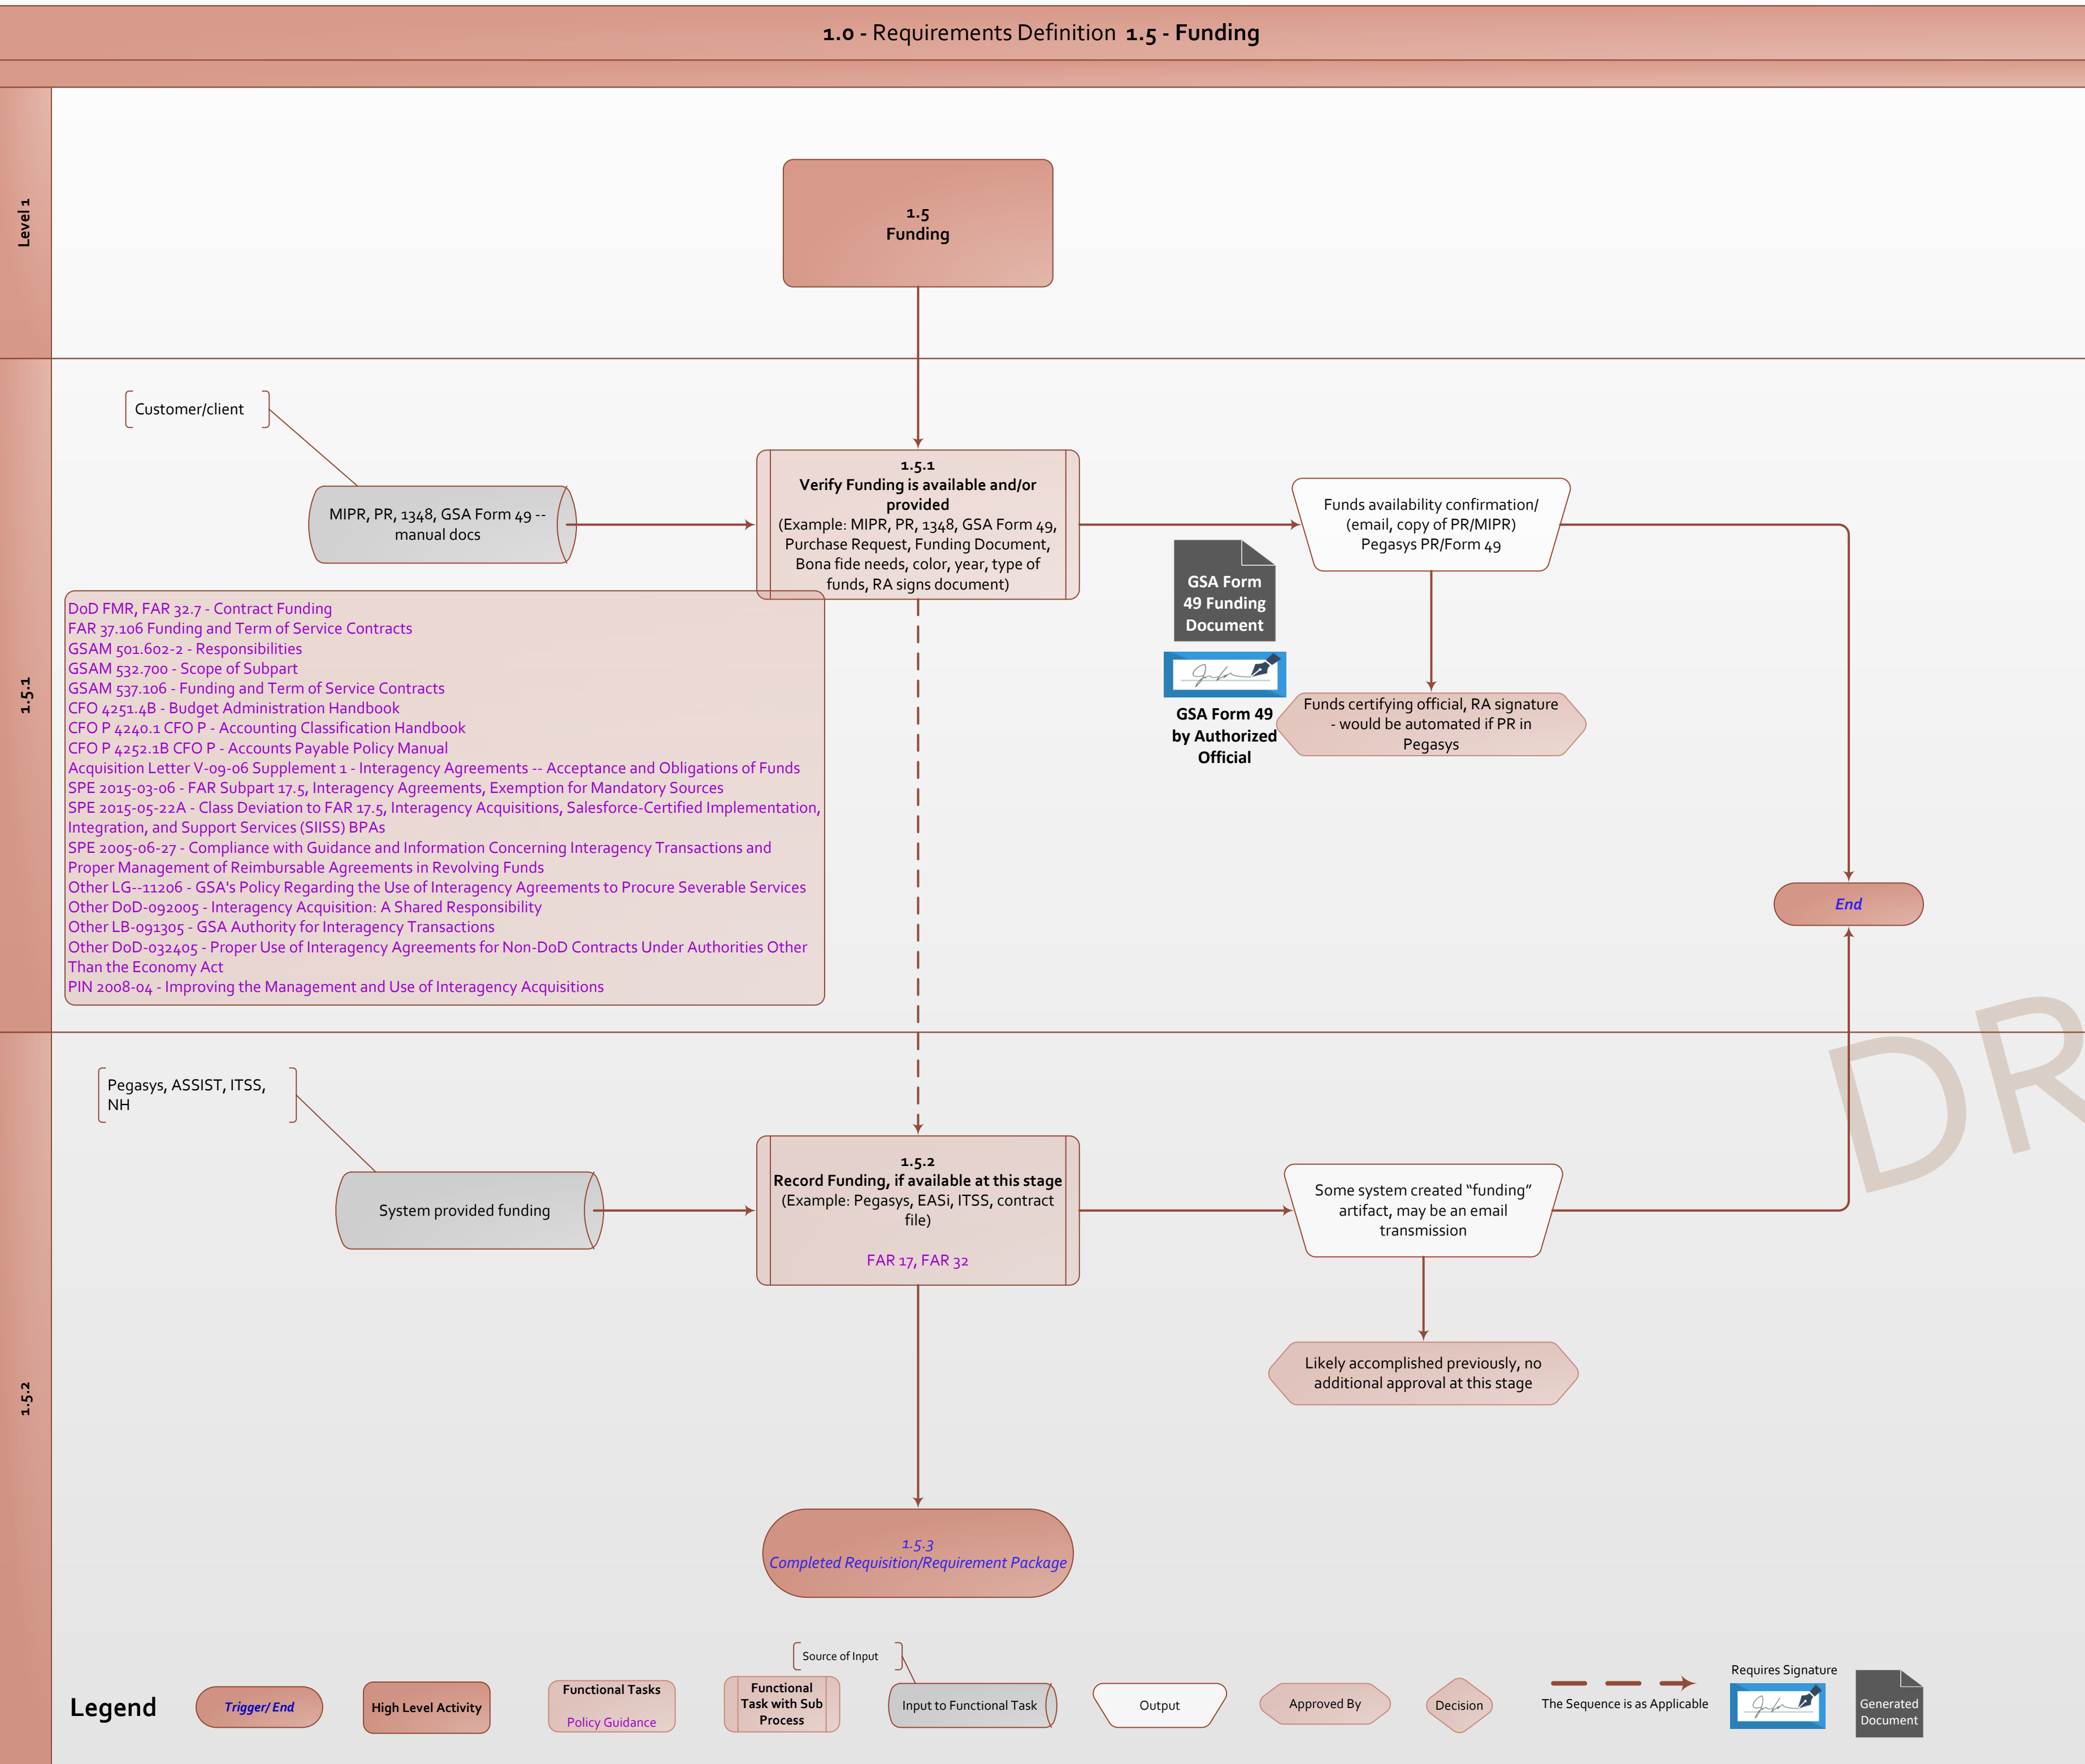 1.0 - Requirements Definition 1.5 - Funding
Level 1
1.5
Funding
1.5.1
Customer/client
MIPR, PR, 1348, GSA Form 49 --
manual docs
1.5.1
Verify Funding is available and/or
provided
(Example: MIPR, PR, 1348, GSA Form 49,
Purchase Request, Funding Document,
Bona fide needs, color, year, type of
funds, RA signs document)
Funds availability confirmation/
(email, copy of PR/MIPR)
Pegasys PR/Form 49
GSA Form
49 Funding
Document
GSA Form 49
by Authorized
Official
Funds certifying official, RA signature
- would be automated if PR in
Pegasys
DoD FMR, FAR 32.7 - Contract Funding
FAR 37.106 Funding and Term of Service Contracts
GSAM 501.602-2 - Responsibilities
GSAM 532.700 - Scope of Subpart
GSAM 537.106 - Funding and Term of Service Contracts
CFO 4251.4B - Budget Administration Handbook
CFO P 4240.1 CFO P - Accounting Classification Handbook
CFO P 4252.1B CFO P - Accounts Payable Policy Manual
Acquisition Letter V-09-06 Supplement 1 - Interagency Agreements -- Acceptance and Obligations of Funds
SPE 2015-03-06 - FAR Subpart 17.5, Interagency Agreements, Exemption for Mandatory Sources
SPE 2015-05-22A - Class Deviation to FAR 17.5, Interagency Acquisitions, Salesforce-Certified Implementation,
Integration, and Support Services (SIISS) BPAs
SPE 2005-06-27 - Compliance with Guidance and Information Concerning Interagency Transactions and
Proper Management of Reimbursable Agreements in Revolving Funds
Other LG--11206 - GSA's Policy Regarding the Use of Interagency Agreements to Procure Severable Services
Other DoD-092005 - Interagency Acquisition: A Shared Responsibility
Other LB-091305 - GSA Authority for Interagency Transactions
Other DoD-032405 - Proper Use of Interagency Agreements for Non-DoD Contracts Under Authorities Other
Than the Economy Act
PIN 2008-04 - Improving the Management and Use of Interagency Acquisitions
End
DR
1.5.2
Pegasys, ASSIST, ITSS,
NH
System provided funding
1.5.2
Record Funding, if available at this stage
(Example: Pegasys, EASi, ITSS, contract
file)
FAR 17, FAR 32
Some system created “funding”
artifact, may be an email
transmission
Likely accomplished previously, no
additional approval at this stage
1.5.3
Completed Requisition/Requirement Package
Legend
Trigger/ End
High Level Activity
Functional Tasks
Policy Guidance
Functional
Task with Sub
Process
Source of Input
Input to Functional Task
Output
Approved By
Decision
The Sequence is as Applicable
Requires Signature
Generated
Document